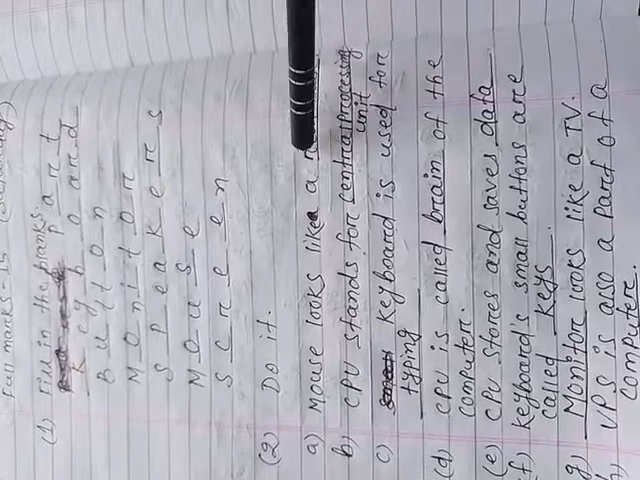 Full marks-15
(1) Fill in the blanks.
P a r t
K e y b o a r d
B u t t o n
M o n i t o r
S p e a k e r s
M o u s e
S c r e e n
(2) Do it.
a) Mouse looks like a
b) CPU stands for central processing
unit
c) Keyboard is used for
typing
(d) CPU is called brain of the
computer.
(e) CPU stores and saves data
(f) Keyboard's small buttons are
called keys.
g) Monitor looks like a TV.
h) UPS is also a part of a
computer.